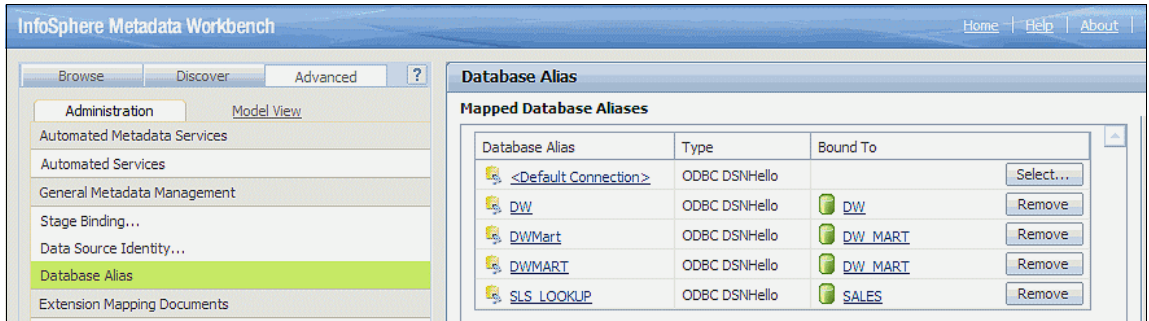 InfoSphere Metadata Workbench
Home Help About
Browse Discover Advanced ?
Administration Model View
Automated Metadata Services
Automated Services
General Metadata Management
Stage Binding...
Data Source Identity...
Database Alias
Extension Mapping Documents
Database Alias
Mapped Database Aliases
Database Alias Type Bound To
<Default Connection> ODBC DSNHello Select...
DW ODBC DSNHello DW Remove
DWMart ODBC DSNHello DW_MART Remove
DWMART ODBC DSNHello DW_MART Remove
SLS_LOOKUP ODBC DSNHello SALES Remove